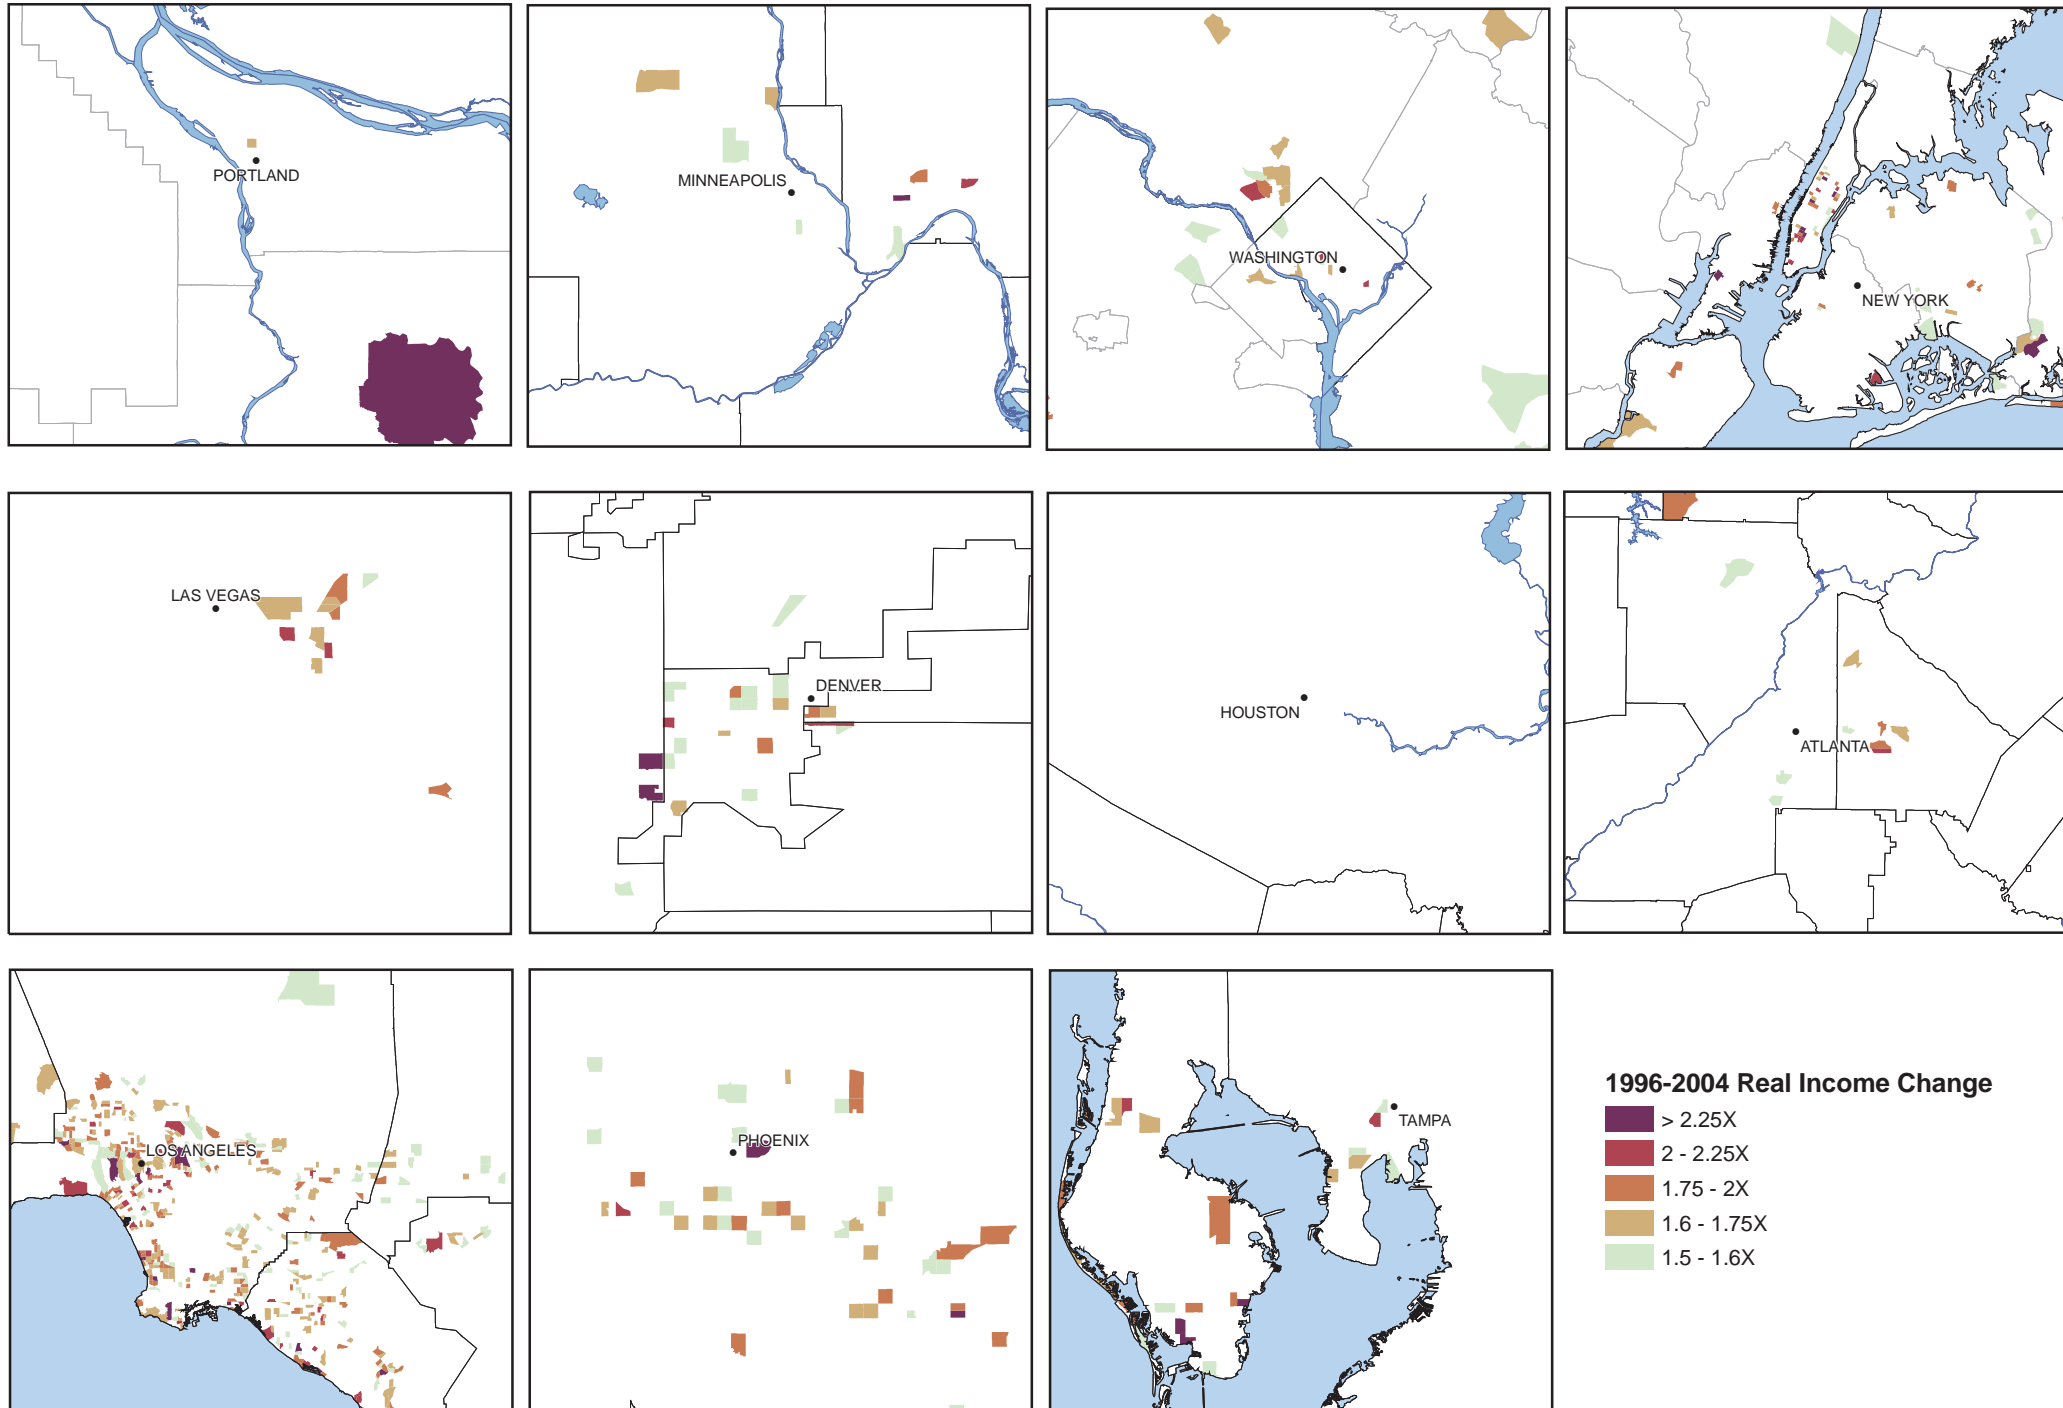 PORTLAND
MINNEAPOLIS
WASHINGTON
NEW YORK
LAS VEGAS
DENVER
HOUSTON
ATLANTA
LOS ANGELES
PHOENIX
TAMPA
1996-2004 Real Income Change
> 2.25X
2 - 2.25X
1.75 - 2X
1.6 - 1.75X
1.5 - 1.6X